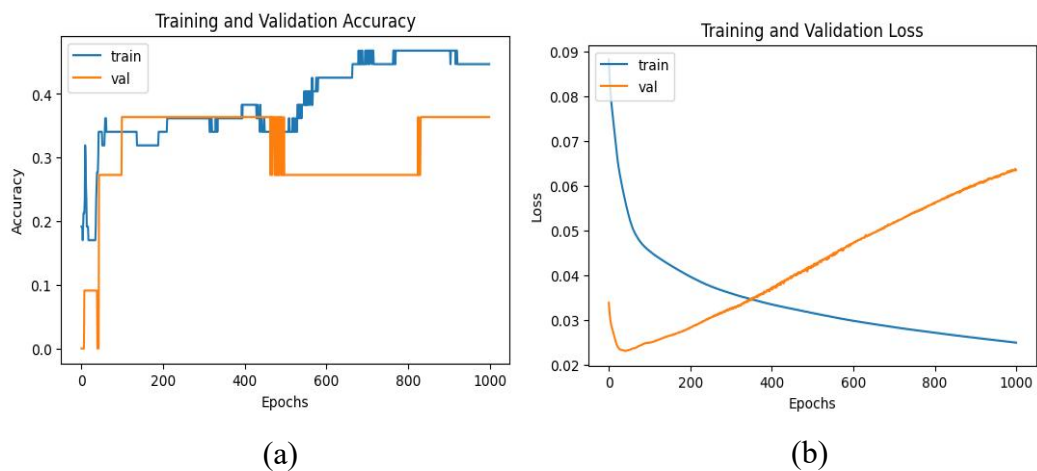 Training and Validation Accuracy
train
val
Accuracy
0.4
0.3
0.2
0.1
0.0
0
200
400
600
800
1000
Epochs
(a)
Training and Validation Loss
train
val
Loss
0.09
0.08
0.07
0.06
0.05
0.04
0.03
0.02
0
200
400
600
800
1000
Epochs
(b)